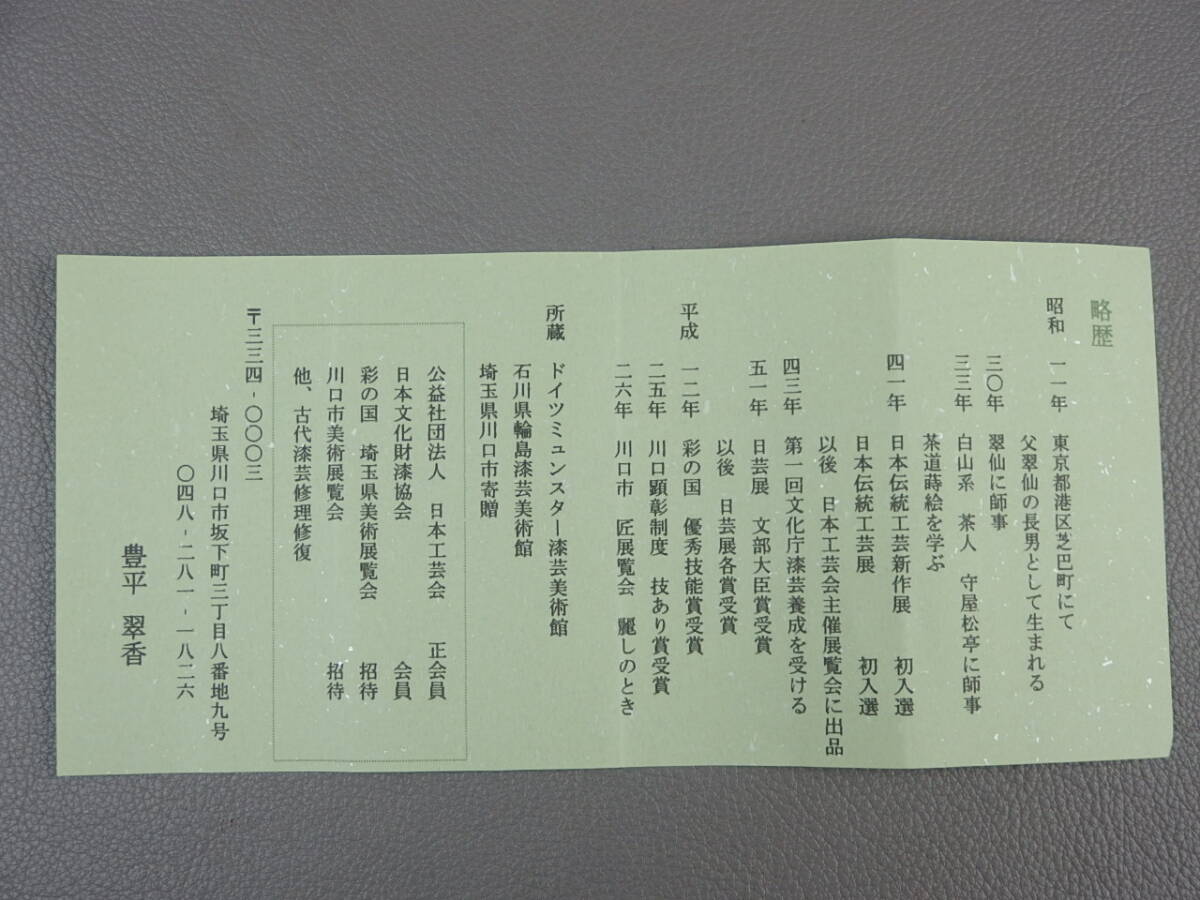 略歴
昭和 一一年 東京都港区芝巴町にて
父翠仙の長男として生まれる
三〇年 翠仙に師事
三三年 白山系 茶人 守屋松亭に師事
茶道蒔絵を学ぶ
四一年 日本伝統工芸新作展 初入選
日本伝統工芸展 初入選
以後 日本工芸会主催展覧会に出品
四三年 第一回文化庁漆芸養成を受ける
五一年 日芸展 文部大臣賞受賞
以後 日芸展各賞受賞
平成 一二年 彩の国 優秀技能賞受賞
二五年 川口顕彰制度 技あり賞受賞
二六年 川口市 匠展覧会 麗しのとき
所蔵 ドイツミュンスター漆芸美術館
石川県輪島漆芸美術館
埼玉県川口市寄贈
公益社団法人 日本工芸会 正会員
日本文化財漆協会 会員
彩の国 埼玉県美術展覧会 招待
川口市美術展覧会 招待
他、古代漆芸修理修復
〒三三四-〇〇〇三
埼玉県川口市坂下町三丁目八番地九号
〇四八-二八一-一八二六
豊平 翠香